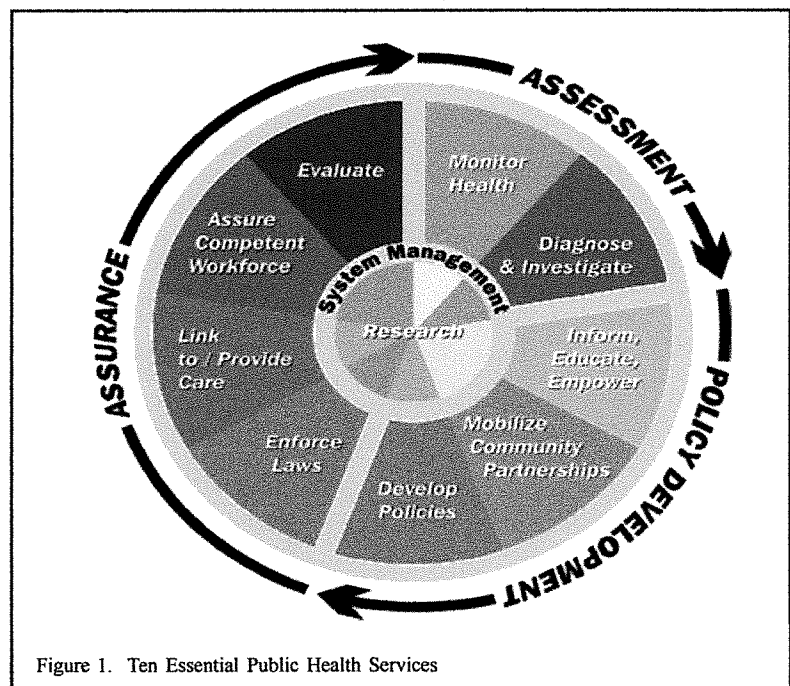 ASSESSMENT
POLICY DEVELOPMENT
ASSURANCE
Monitor
Health
Diagnose
& Investigate
Inform,
Educate,
Empower
Mobilize
Community
Partnerships
Develop
Policies
Enforce
Laws
Link
to / Provide
Care
Assure
Competent
Workforce
Evaluate
System Management
Research
Figure 1. Ten Essential Public Health Services